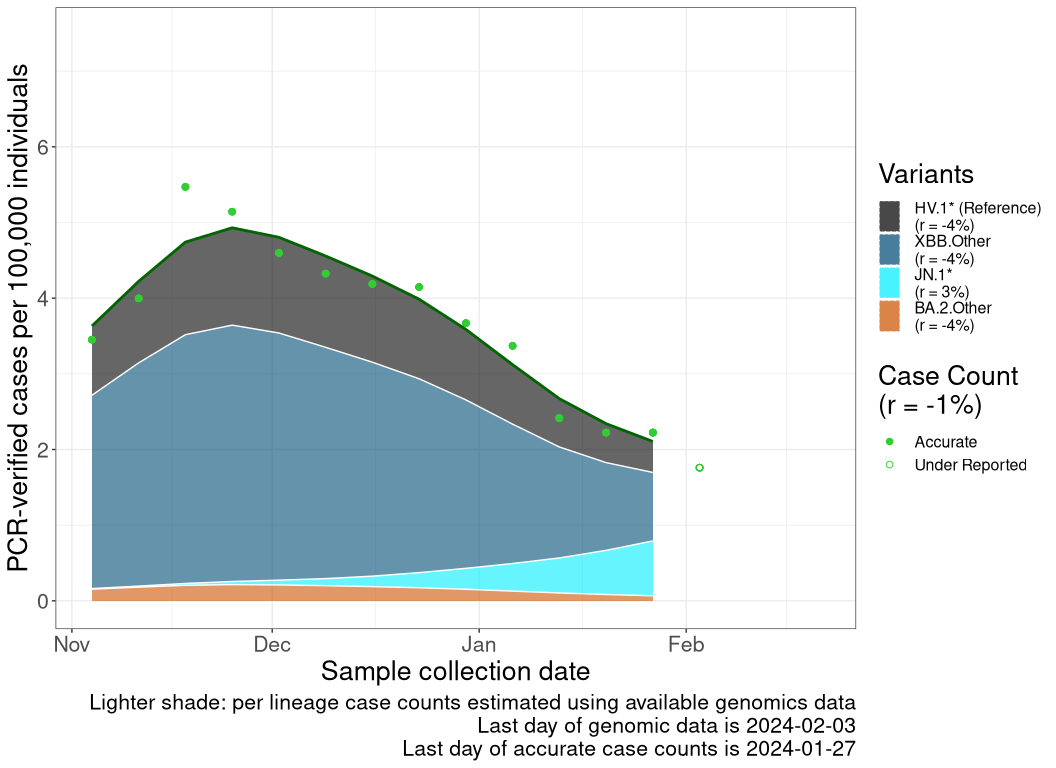 PCR-verified cases per 100,000 individuals
6
4
2
0
Nov
Dec
Jan
Feb
Sample collection date
Lighter shade: per lineage case counts estimated using available genomics data
Last day of genomic data is 2024-02-03
Last day of accurate case counts is 2024-01-27
Variants
HV.1* (Reference)
(r = -4%)
XBB.Other
(r = -4%)
JN.1*
(r = 3%)
BA.2.Other
(r = -4%)
Case Count
(r = -1%)
Accurate
Under Reported